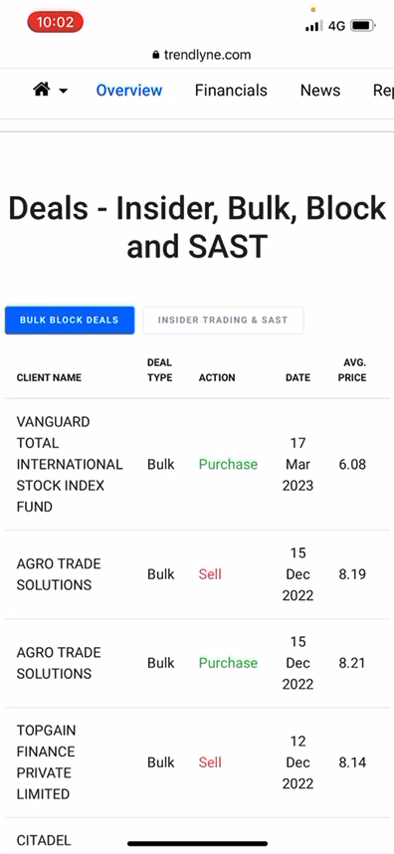 10:02
4G
trendlyne.com
Overview Financials News Rep
Deals - Insider, Bulk, Block
and SAST
BULK BLOCK DEALS INSIDER TRADING & SAST
CLIENT NAME DEAL TYPE ACTION DATE AVG. PRICE
VANGUARD
TOTAL
INTERNATIONAL
STOCK INDEX
FUND
Bulk Purchase 17 Mar 2023 6.08
AGRO TRADE
SOLUTIONS
Bulk Sell 15 Dec 2022 8.19
AGRO TRADE
SOLUTIONS
Bulk Purchase 15 Dec 2022 8.21
TOPGAIN
FINANCE
PRIVATE
LIMITED
Bulk Sell 12 Dec 2022 8.14
CITADEL